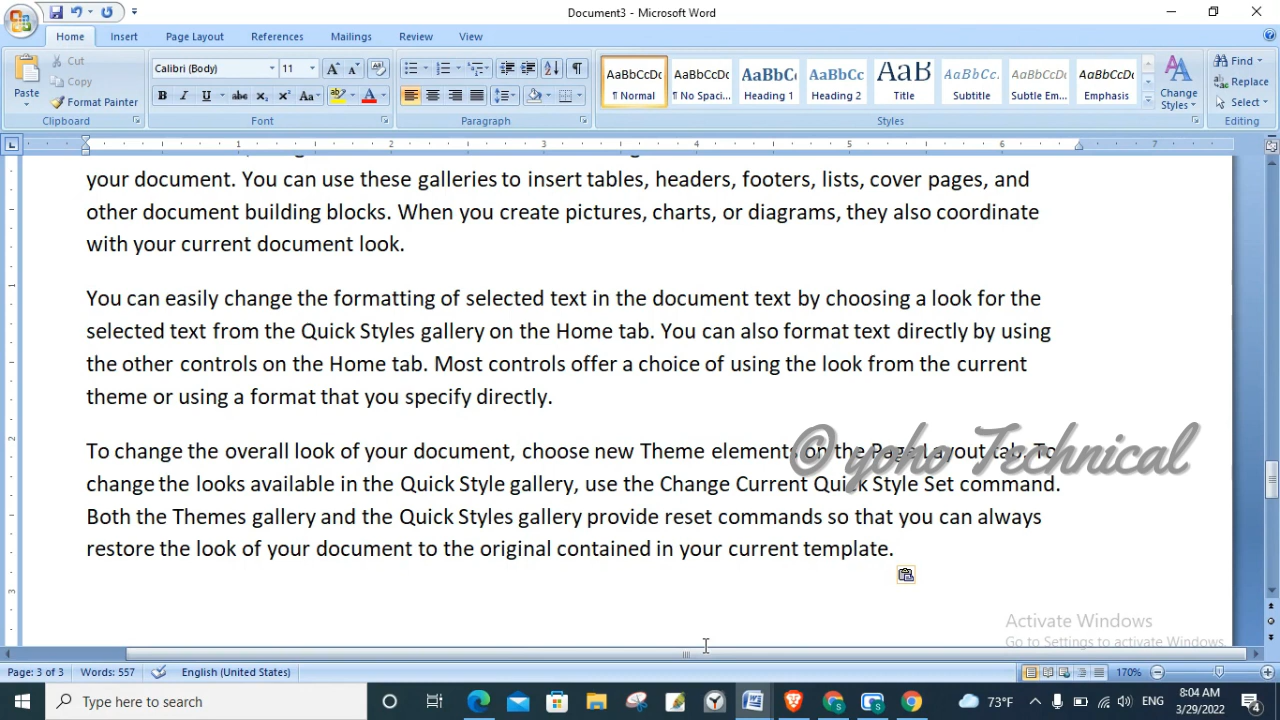 Document3 - Microsoft Word
Home Insert Page Layout References Mailings Review View
Paste
Cut
Copy
Format Painter
Clipboard
Calibri (Body) 11
Font
Paragraph
AaBbCcDc AaBbCcDc AaBbC AaBbCc AaB AaBbCc. AaBbCcDc AaBbCcDc
¶ Normal ¶ No Spaci... Heading 1 Heading 2 Title Subtitle Subtle Em... Emphasis
Change
Styles
Styles
Find
Replace
Select
Editing
1 2 3 4 5 6 7
your document. You can use these galleries to insert tables, headers, footers, lists, cover pages, and
other document building blocks. When you create pictures, charts, or diagrams, they also coordinate
with your current document look.
You can easily change the formatting of selected text in the document text by choosing a look for the
selected text from the Quick Styles gallery on the Home tab. You can also format text directly by using
the other controls on the Home tab. Most controls offer a choice of using the look from the current
theme or using a format that you specify directly.
To change the overall look of your document, choose new Theme elements on the Page Layout tab. To
change the looks available in the Quick Style gallery, use the Change Current Quick Style Set command.
Both the Themes gallery and the Quick Styles gallery provide reset commands so that you can always
restore the look of your document to the original contained in your current template.
© yoho Technical
Activate Windows
Go to Settings to activate Windows.
Page: 3 of 3 Words: 557 English (United States) 170%
Type here to search
73°F ENG
8:04 AM
3/29/2022